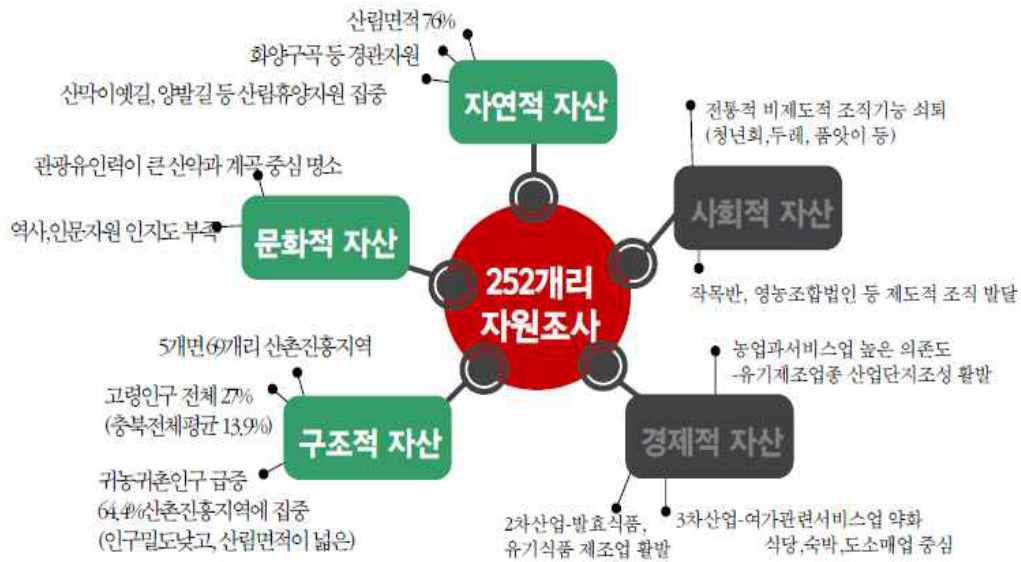 산림면적 76%
화양구곡 등 경관자원
산막이옛길, 양발길 등 산림휴양자원 집중
자연적 자산
전통적 비제도적 조직기능 쇠퇴
(청년회,두레, 품앗이 등)
사회적 자산
작목반, 영농조합법인 등 제도적 조직 발달
관광유인력이 큰 산악과 계곡 중심 명소
역사,인문자원 인지도 부족
문화적 자산
252개리
자원조사
5개면 69개리 산촌진흥지역
고령인구 전체 27%
(충북전체평균 13.9%)
구조적 자산
귀농귀촌인구 급증
64.4%산촌진흥지역에 집중
(인구밀도낮고, 산림면적이 넓은)
농업과서비스업 높은 의존도
-유기제조업종 산업단지조성 활발
경제적 자산
2차산업-발효식품,
유기식품 제조업 활발
3차산업-여가관련서비스업 약화
식당,숙박,도소매업 중심